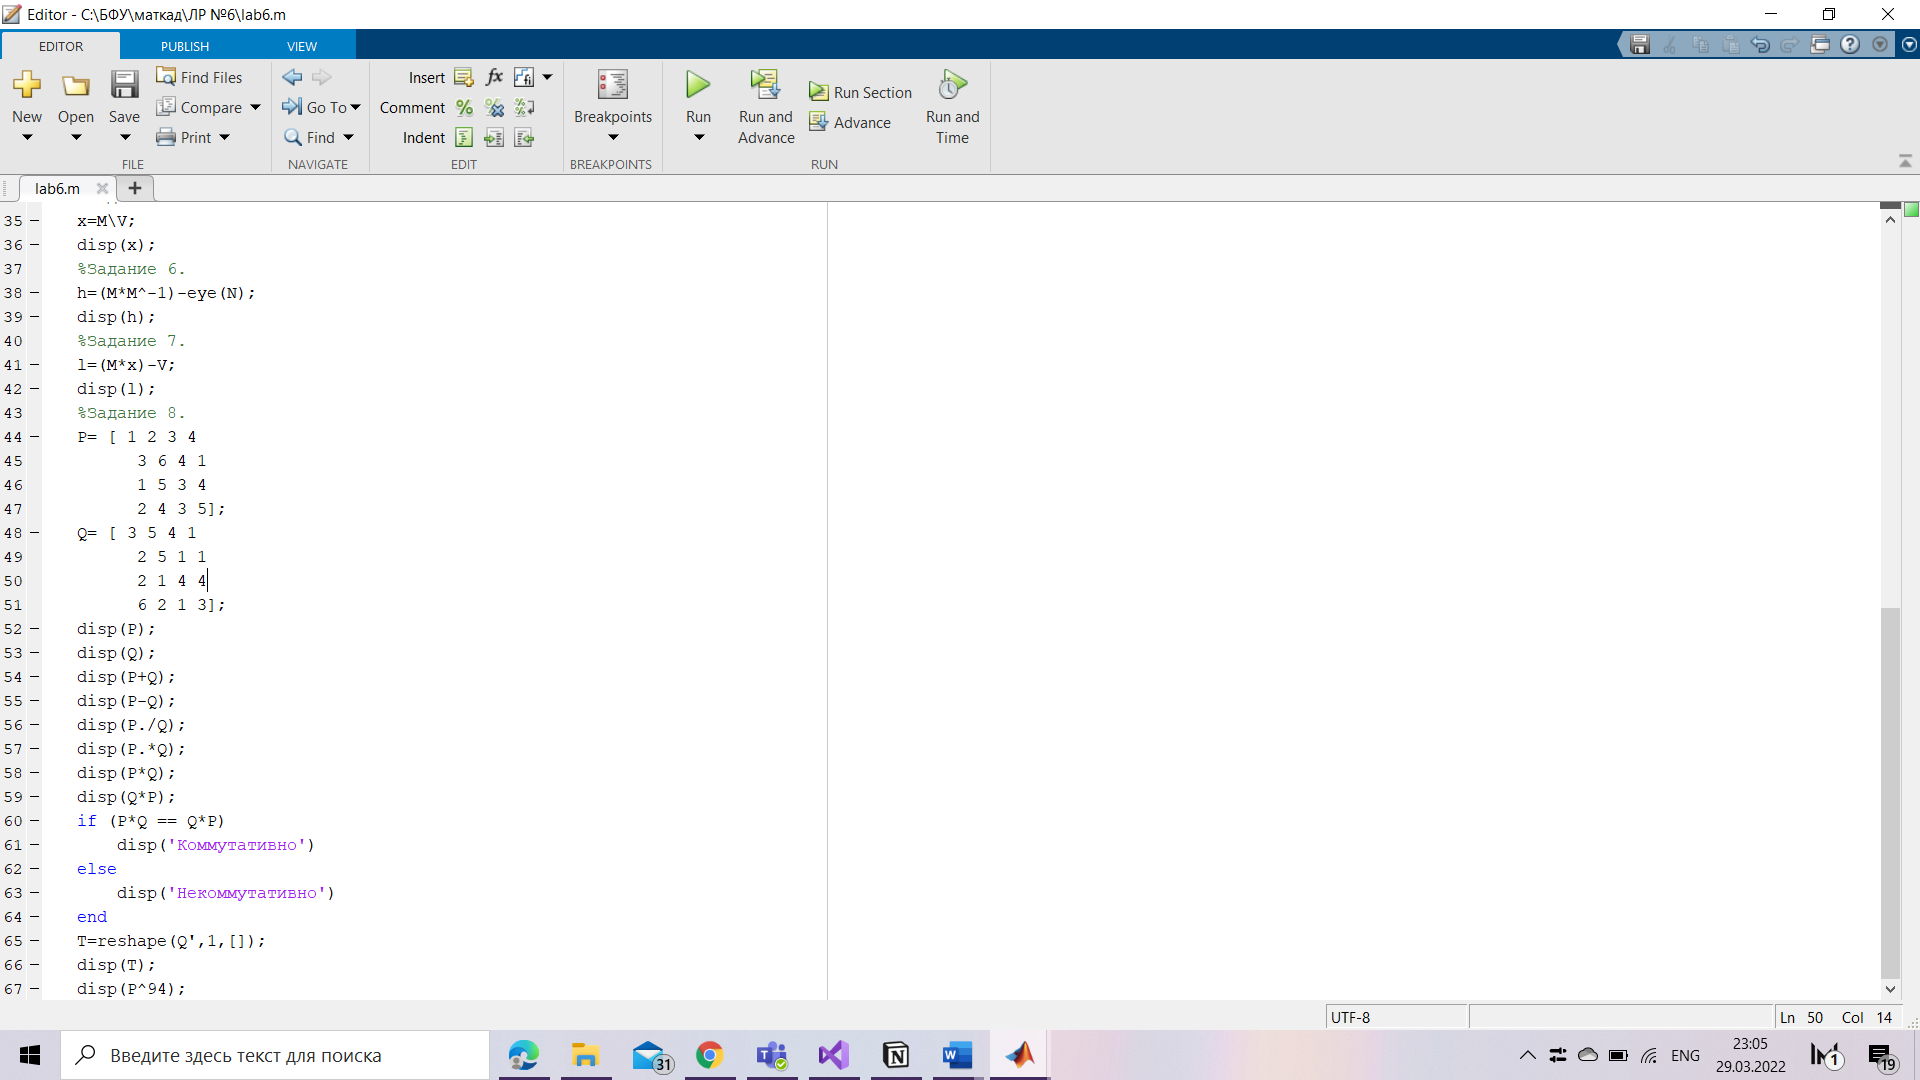 Editor - C:\БФУ\маткад\ЛР №6\lab6.m
EDITOR PUBLISH VIEW
New
Open
Save
Find Files
Compare
Print
FILE
Go To
Find
NAVIGATE
Insert fx
Comment
Indent
EDIT
Breakpoints
BREAKPOINTS
Run
Run and Advance
Run Section
Advance
Run and Time
RUN
lab6.m
35 x=M\V;
36 disp(x);
37 %Задание 6.
38 h=(M*M^-1)-eye(N);
39 disp(h);
40 %Задание 7.
41 l=(M*x)-V;
42 disp(l);
43 %Задание 8.
44 P= [ 1 2 3 4
45 3 6 4 1
46 1 5 3 4
47 2 4 3 5];
48 Q= [ 3 5 4 1
49 2 5 1 1
50 2 1 4 4
51 6 2 1 3];
52 disp(P);
53 disp(Q);
54 disp(P+Q);
55 disp(P-Q);
56 disp(P./Q);
57 disp(P.*Q);
58 disp(P*Q);
59 disp(Q*P);
60 if (P*Q == Q*P)
61 disp('Коммутативно')
62 else
63 disp('Некоммутативно')
64 end
65 T=reshape(Q',1,[]);
66 disp(T);
67 disp(P^94);
UTF-8 Ln 50 Col 14
Введите здесь текст для поиска
31
ENG
23:05
29.03.2022
1
19